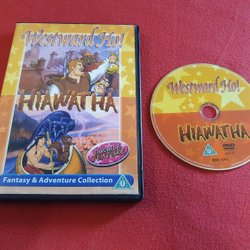 Westward Ho!
HIAWATHA
Fantasy & Adventure Collection
U
Westward Ho!
HIAWATHA
U
DVD